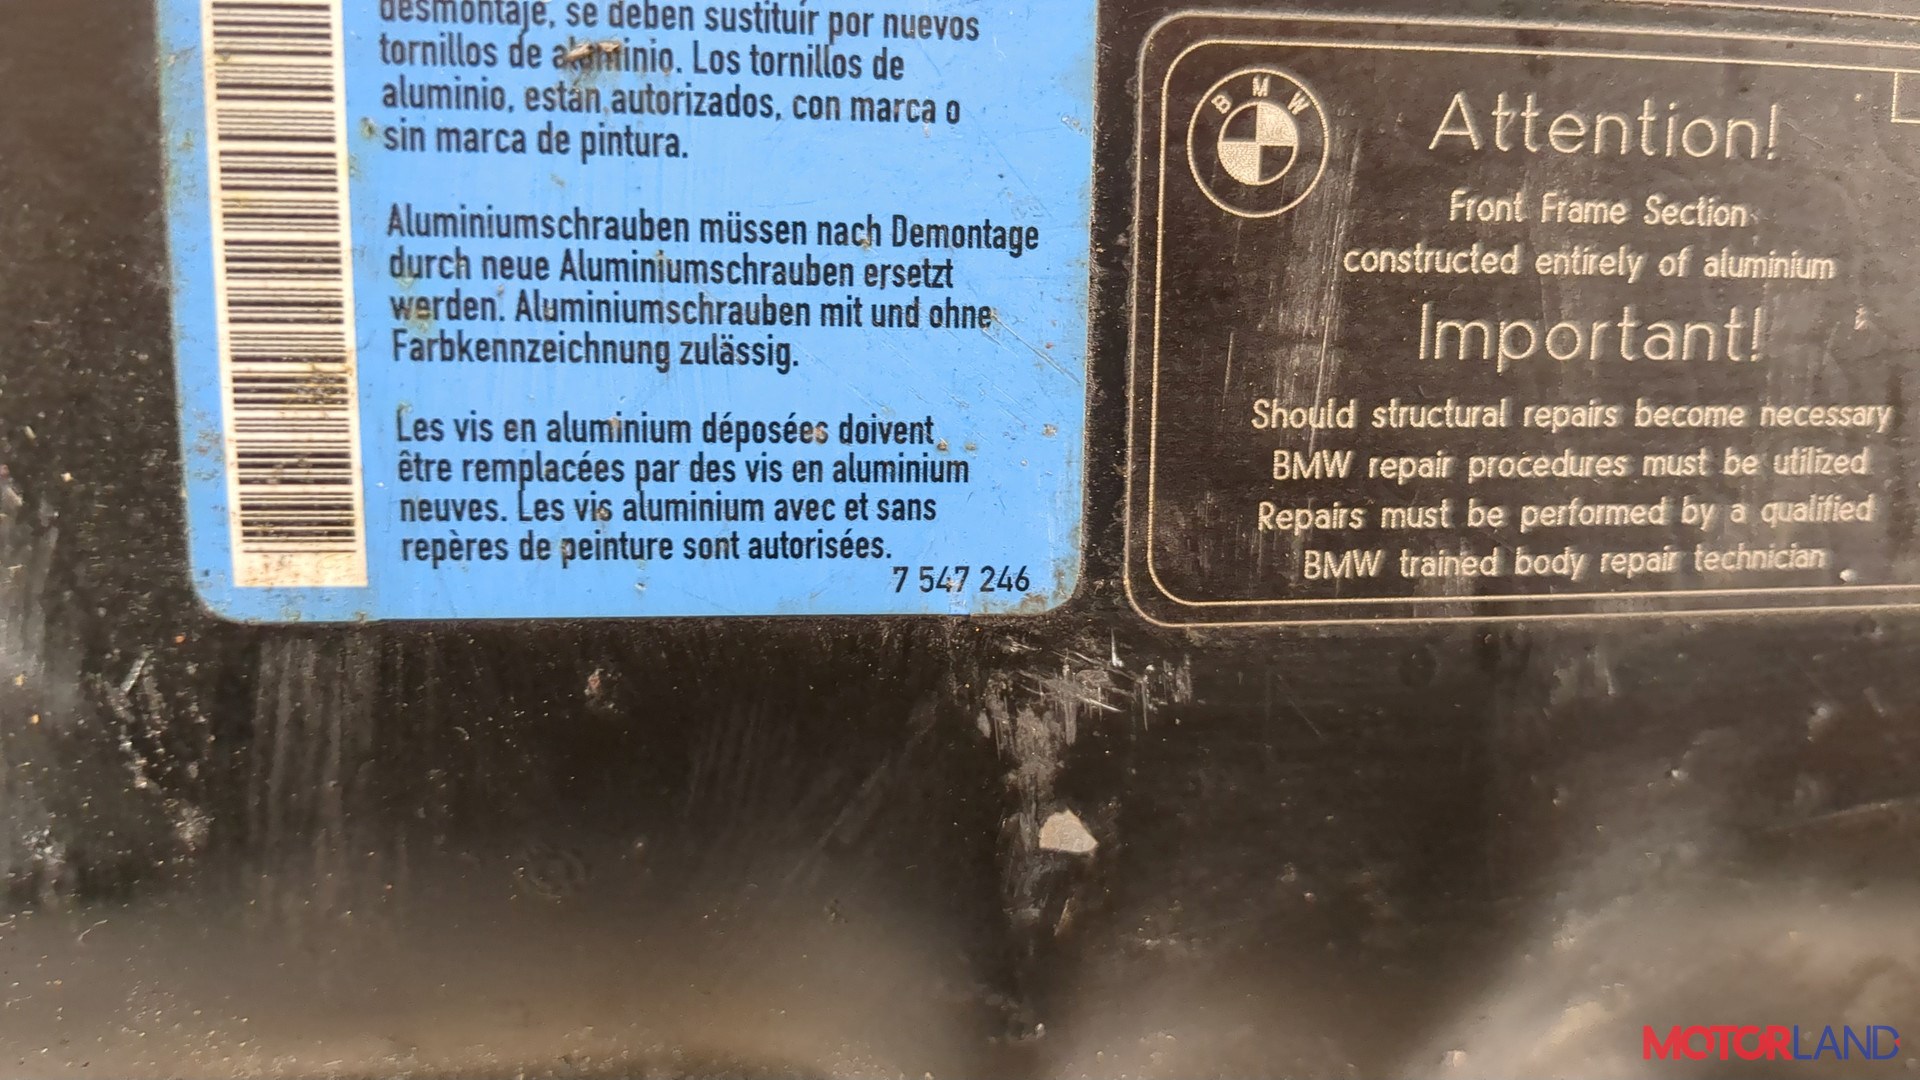 desmontaje, se deben sustituir por nuevos
tornillos de aluminio. Los tornillos de
aluminio, están autorizados, con marca o
sin marca de pintura.
Aluminiumschrauben müssen nach Demontage
durch neue Aluminiumschrauben ersetzt
werden. Aluminiumschrauben mit und ohne
Farbkennzeichnung zulässig.
Les vis en aluminium déposées doivent
être remplacées par des vis en aluminium
neuves. Les vis aluminium avec et sans
repères de peinture sont autorisées.
7 547 246
BMW
Attention!
Front Frame Section
constructed entirely of aluminium
Important!
Should structural repairs become necessary
BMW repair procedures must be utilized
Repairs must be performed by a qualified
BMW trained body repair technician
MOTORLAND